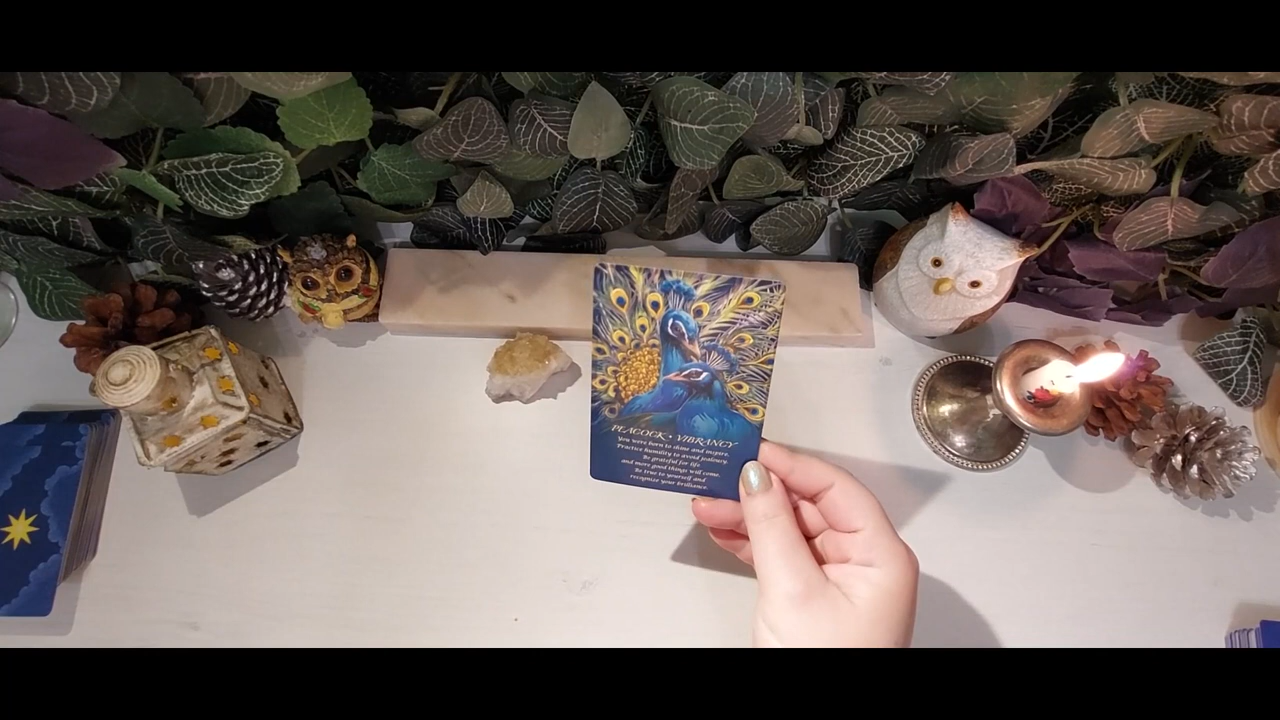 PEACOCK • VIBRANCY
You were born to shine and inspire.
Practice humility to avoid jealousy.
Be grateful for life
and more good things will come.
Be true to yourself and
recognize your brilliance.